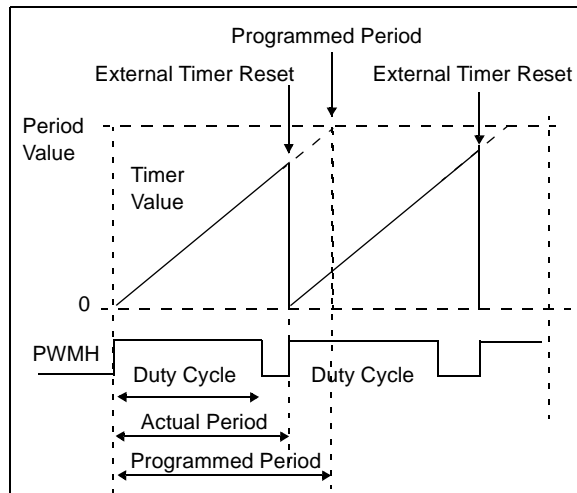 Programmed Period
External Timer Reset
External Timer Reset
Period
Value
Timer
Value
0
PWMH
Duty Cycle
Duty Cycle
Actual Period
Programmed Period